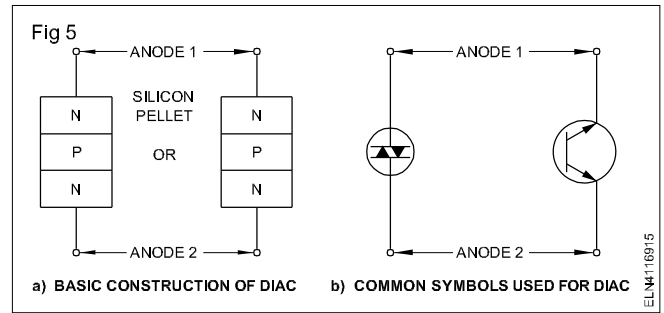 Fig 5
ANODE 1
SILICON
PELLET
OR
N
P
N
N
P
N
ANODE 2
a) BASIC CONSTRUCTION OF DIAC
ANODE 1
ANODE 2
b) COMMON SYMBOLS USED FOR DIAC
ELN4116915